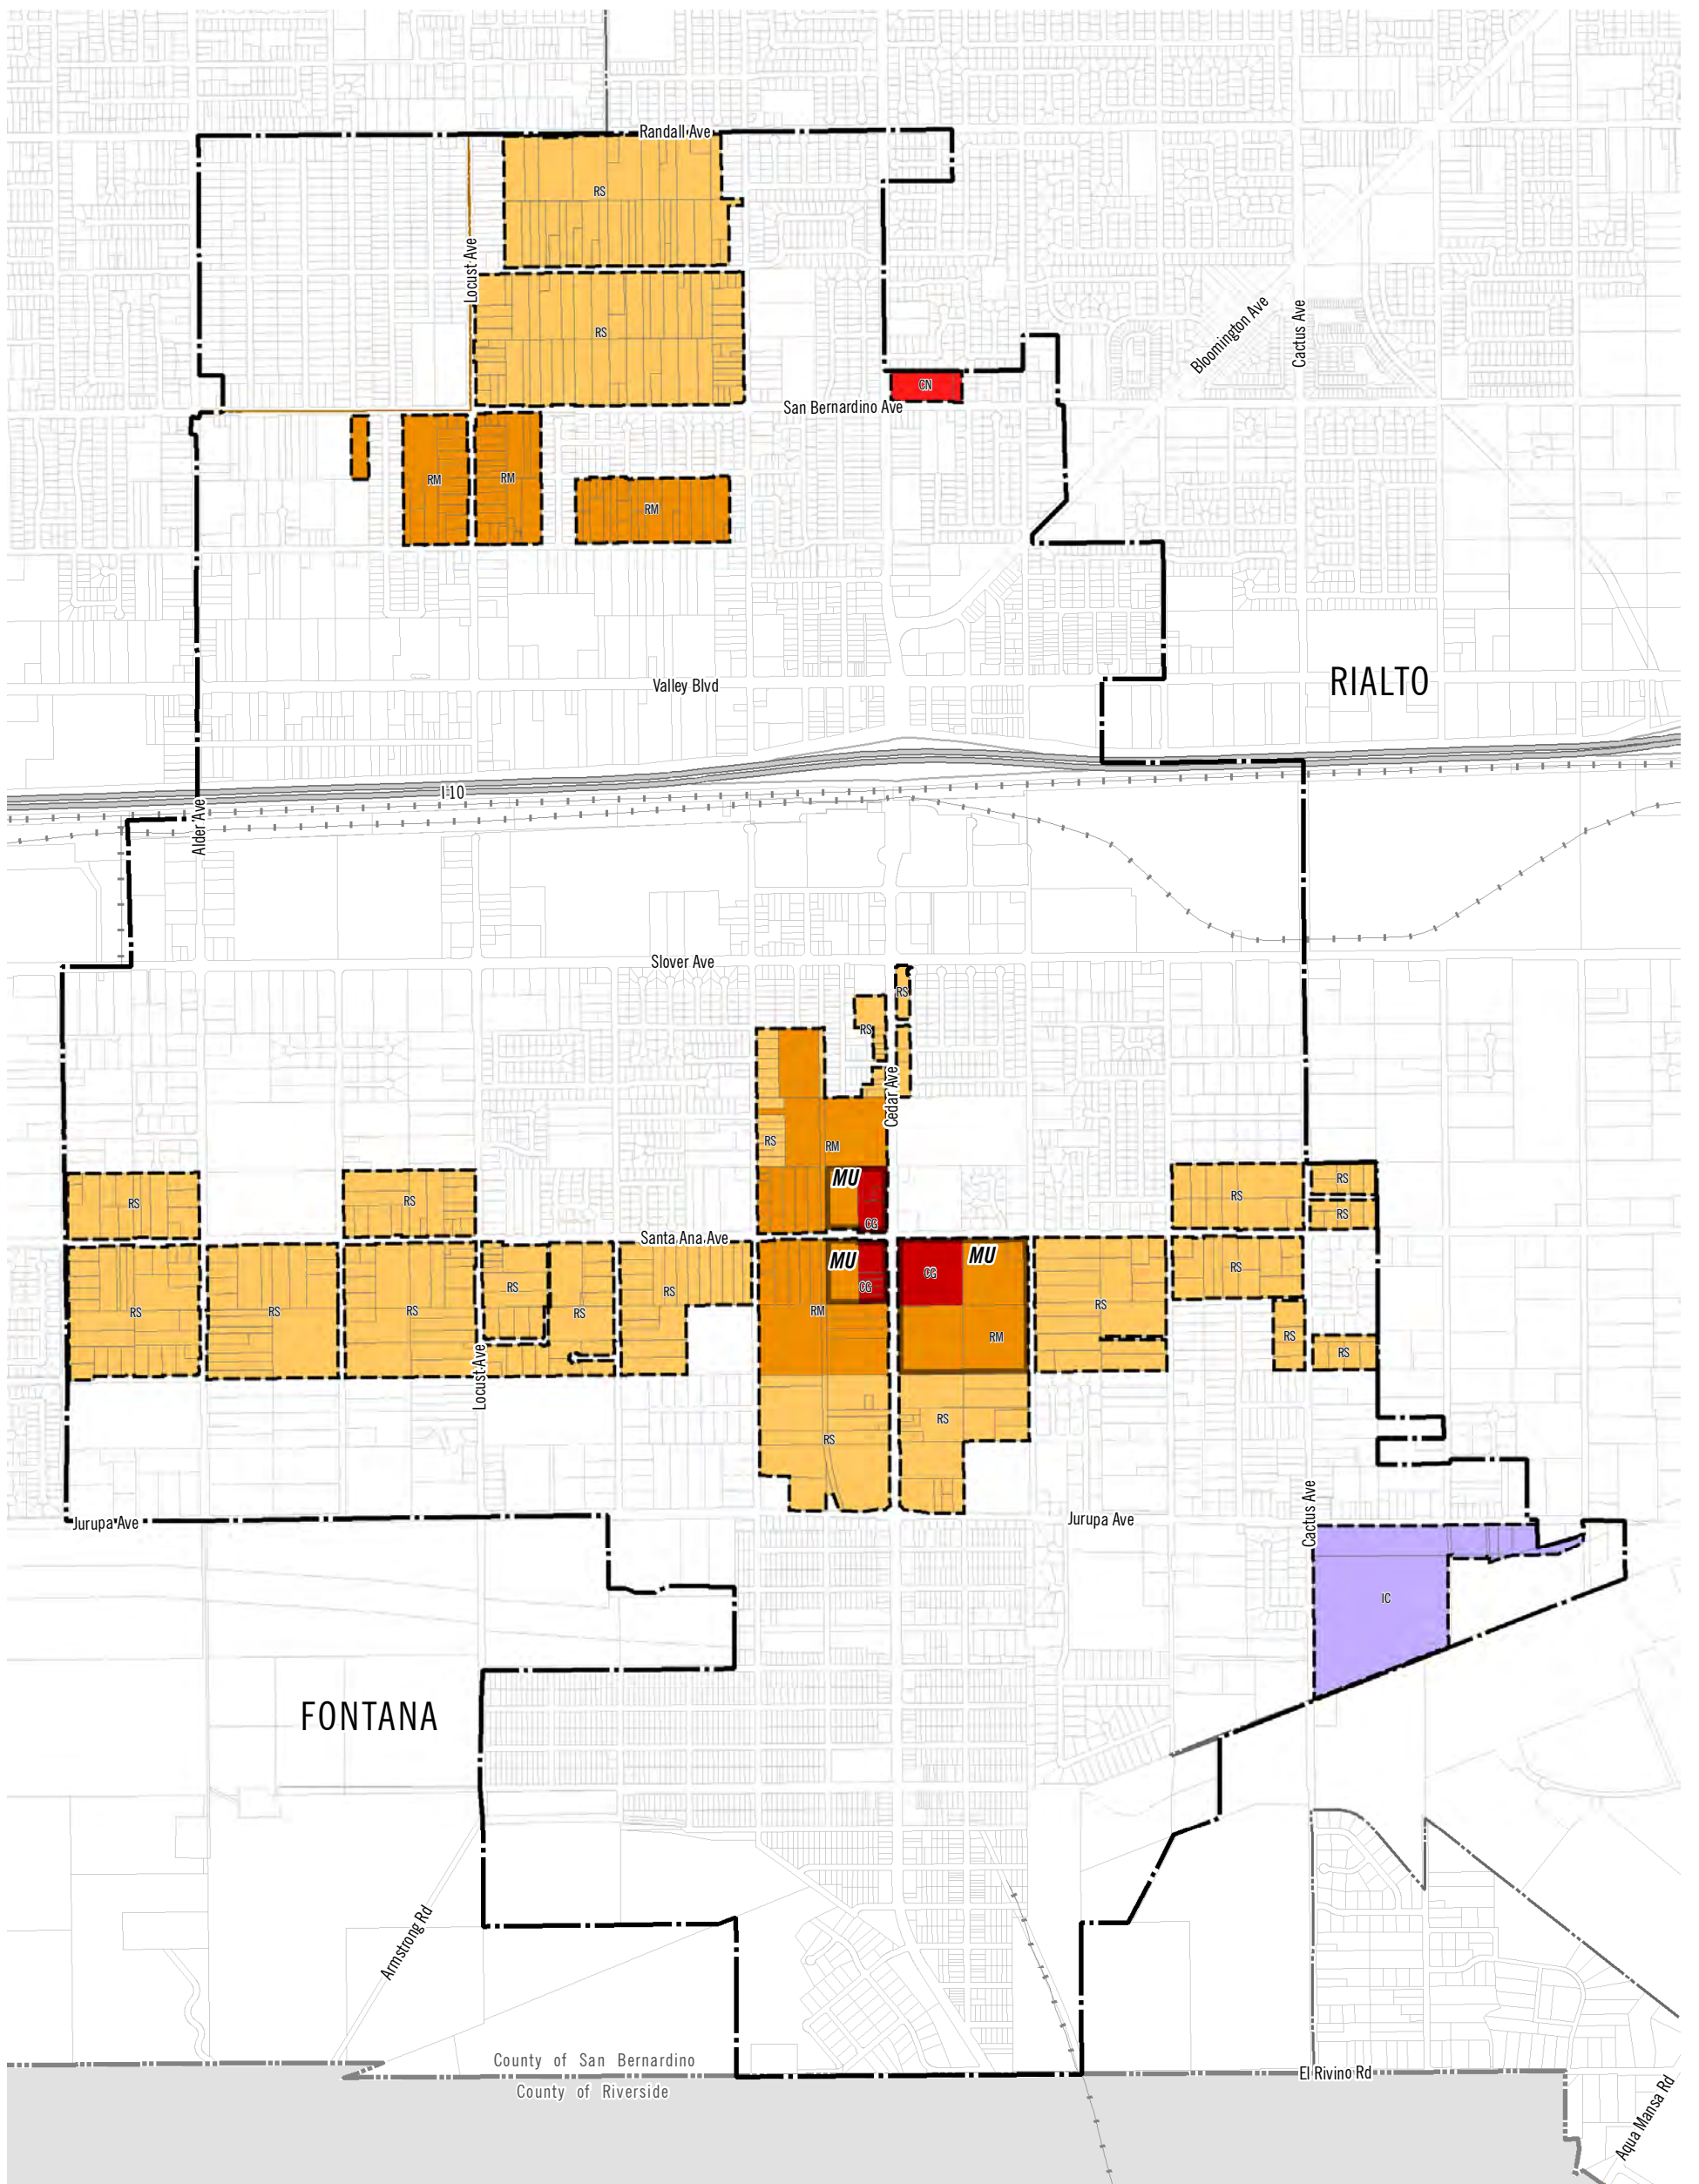 Randall Ave
RS
Locust Ave
RS
Bloomington Ave
Cactus Ave
CN
San Bernardino Ave
RM
RM
RM
Valley Blvd
RIALTO
I-10
Alder Ave
Slover Ave
RS
RS
Cedar Ave
RS
RM
MU
CG
RS
RS
RS
RS
RS
Santa Ana Ave
MU
CG
CG
MU
RS
RS
RS
RS
RS
RS
RS
RM
RM
RS
RS
RS
RS
Locust Ave
RS
RS
Jurupa Ave
Jurupa Ave
Cactus Ave
IC
FONTANA
Armstrong Rd
County of San Bernardino
County of Riverside
El Rivino Rd
Aqua Mansa Rd